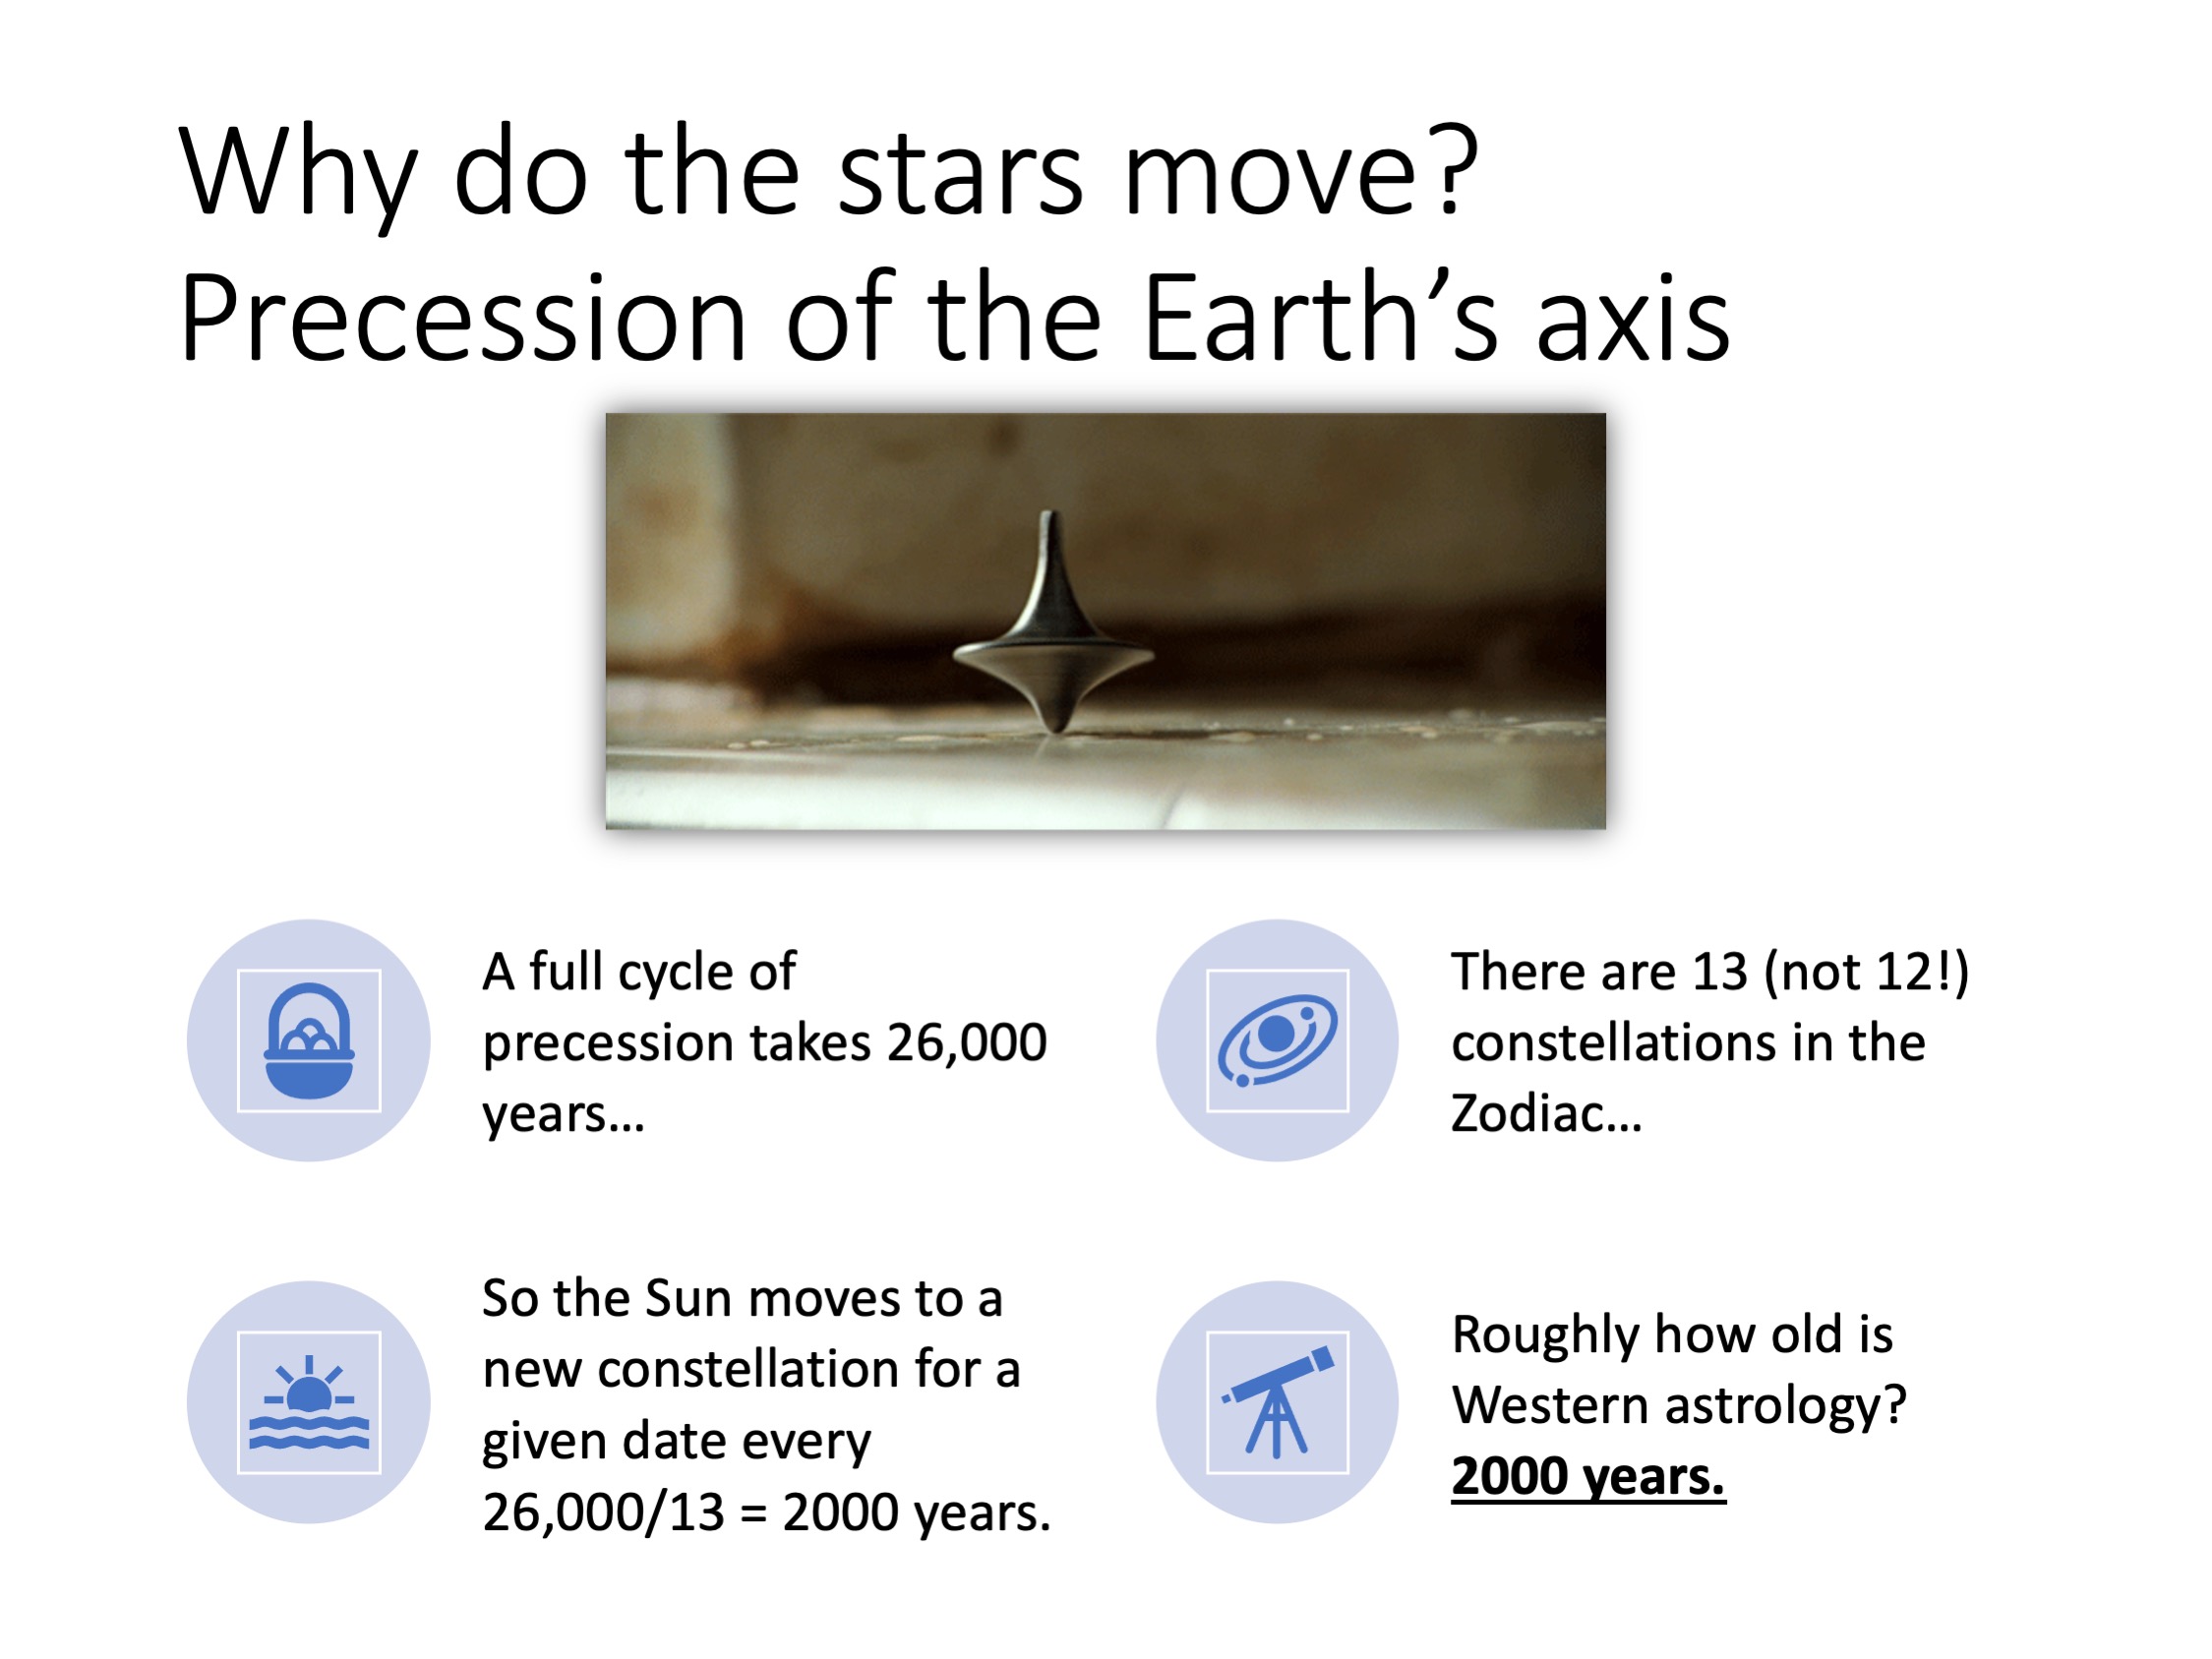 Why do the stars move?
Precession of the Earth’s axis
A full cycle of
precession takes 26,000
years...
There are 13 (not 12!)
constellations in the
Zodiac...
So the Sun moves to a
new constellation for a
given date every
26,000/13 = 2000 years.
Roughly how old is
Western astrology?
2000 years.